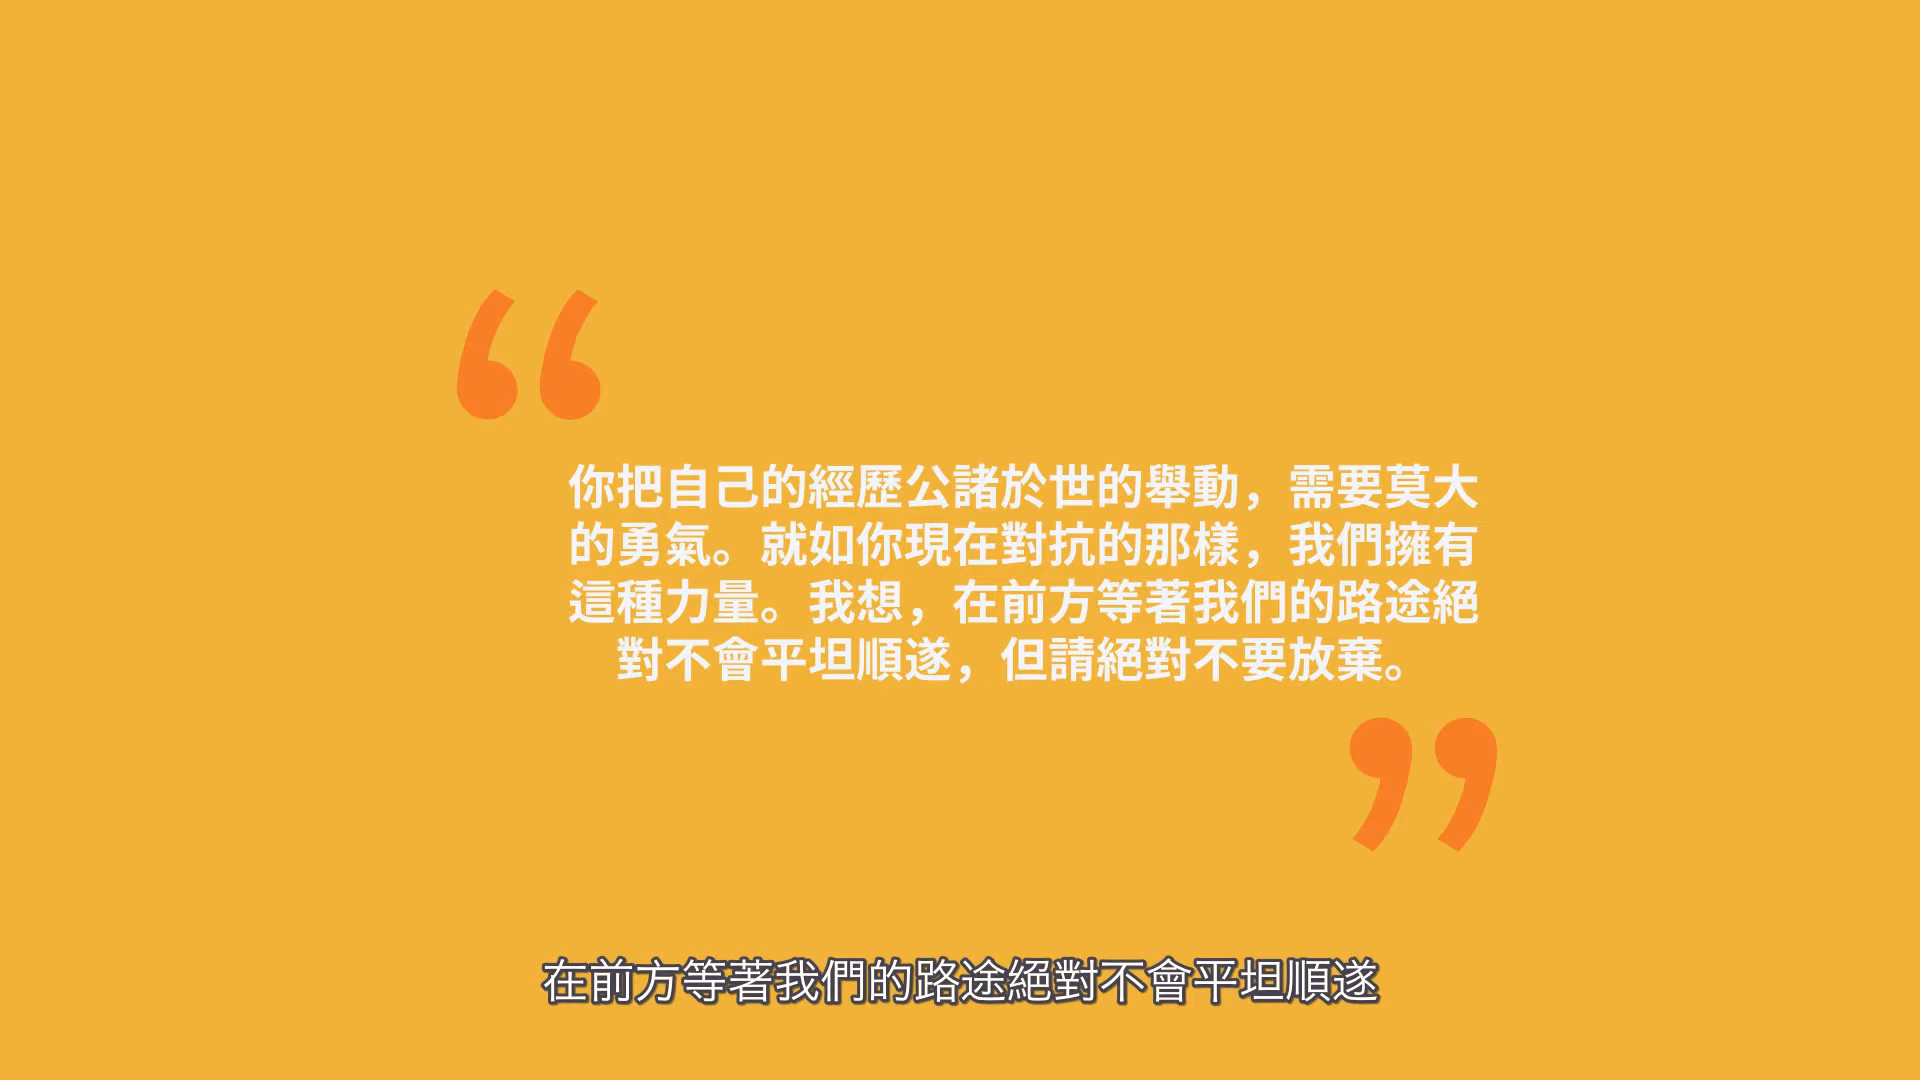 你把自己的經歷公諸於世的舉動，需要莫大
的勇氣。就如你現在對抗的那樣，我們擁有
這種力量。我想，在前方等著我們的路途絕
對不會平坦順遂，但請絕對不要放棄。
在前方等著我們的路途絕對不會平坦順遂